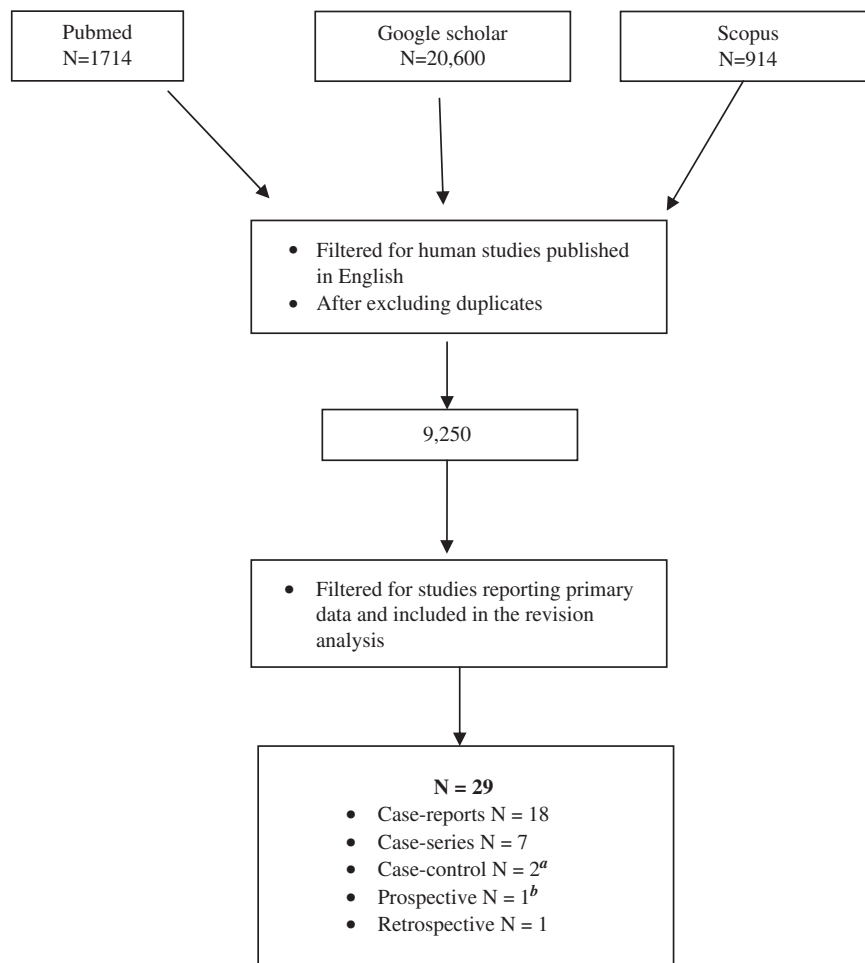 Pubmed
N=1714
Google scholar
N=20,600
Scopus
N=914
• Filtered for human studies published
in English
• After excluding duplicates
9,250
• Filtered for studies reporting primary
data and included in the revision
analysis
N = 29
• Case-reports N = 18
• Case-series N = 7
• Case-control N = 2a
• Prospective N = 1b
• Retrospective N = 1